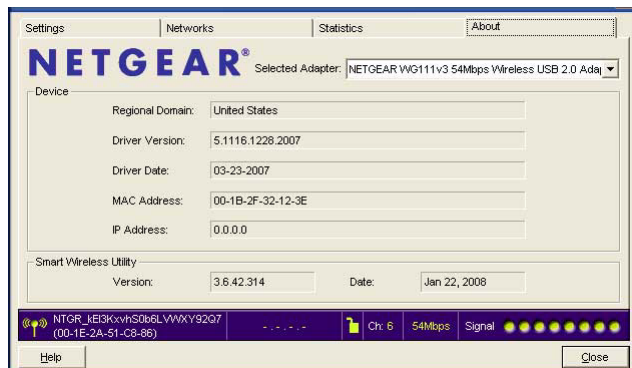 Settings Networks Statistics About
NETGEAR® Selected Adapter: NETGEAR WG111v3 54Mbps Wireless USB 2.0 Adap
Device
Regional Domain: United States
Driver Version: 5.1116.1228.2007
Driver Date: 03-23-2007
MAC Address: 00-1B-2F-32-12-3E
IP Address: 0.0.0.0
Smart Wireless Utility
Version: 3.6.42.314 Date: Jan 22, 2008
(00-1E-2A-51-C8-86) -.-.-.- Ch: 6 54Mbps Signal
Help Close